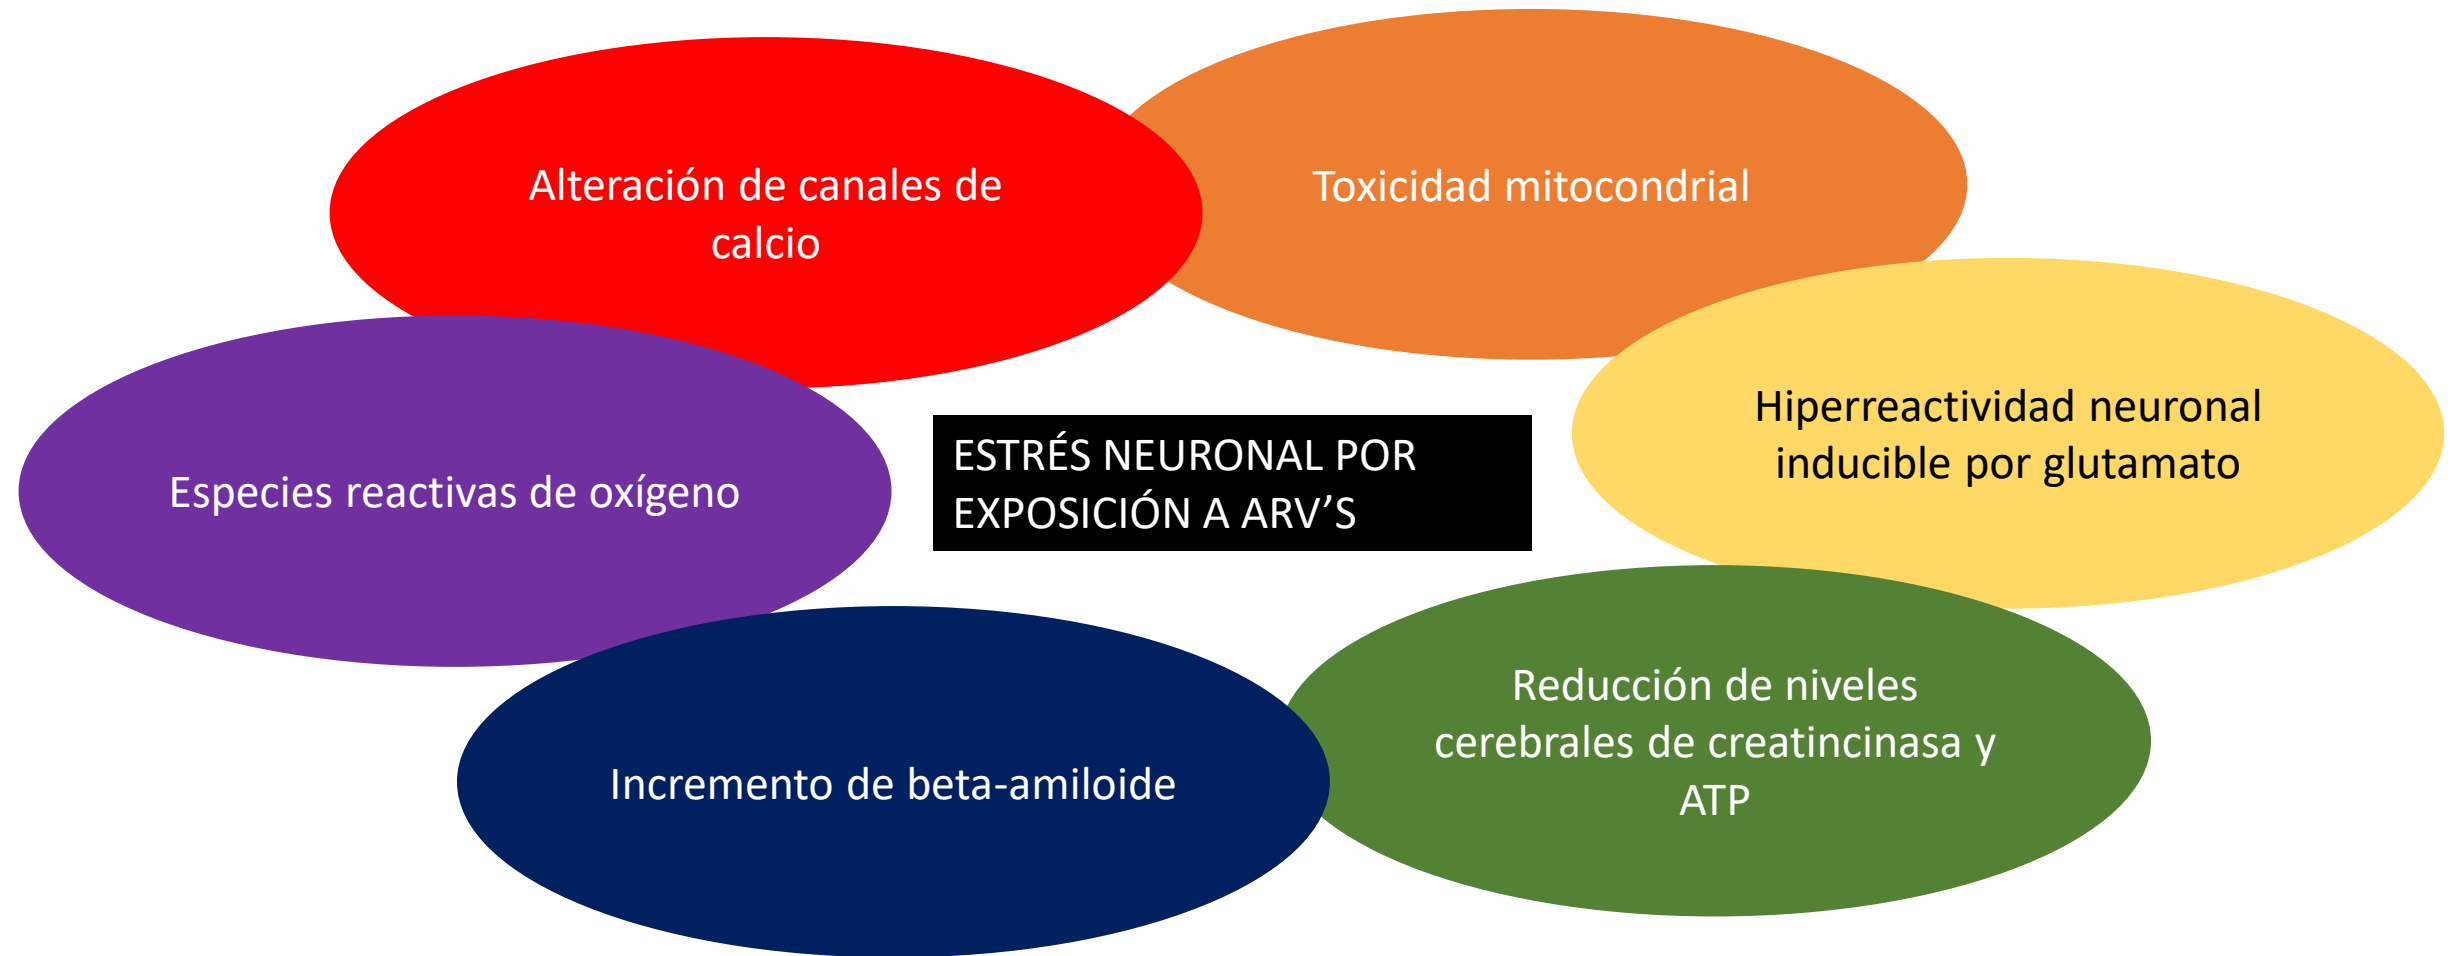 Alteración de canales de
calcio
Toxicidad mitocondrial
Hiperreactividad neuronal
inducible por glutamato
ESTRÉS NEURONAL POR
EXPOSICIÓN A ARV’S
Especies reactivas de oxígeno
Reducción de niveles
cerebrales de creatincinasa y
ATP
Incremento de beta-amiloide